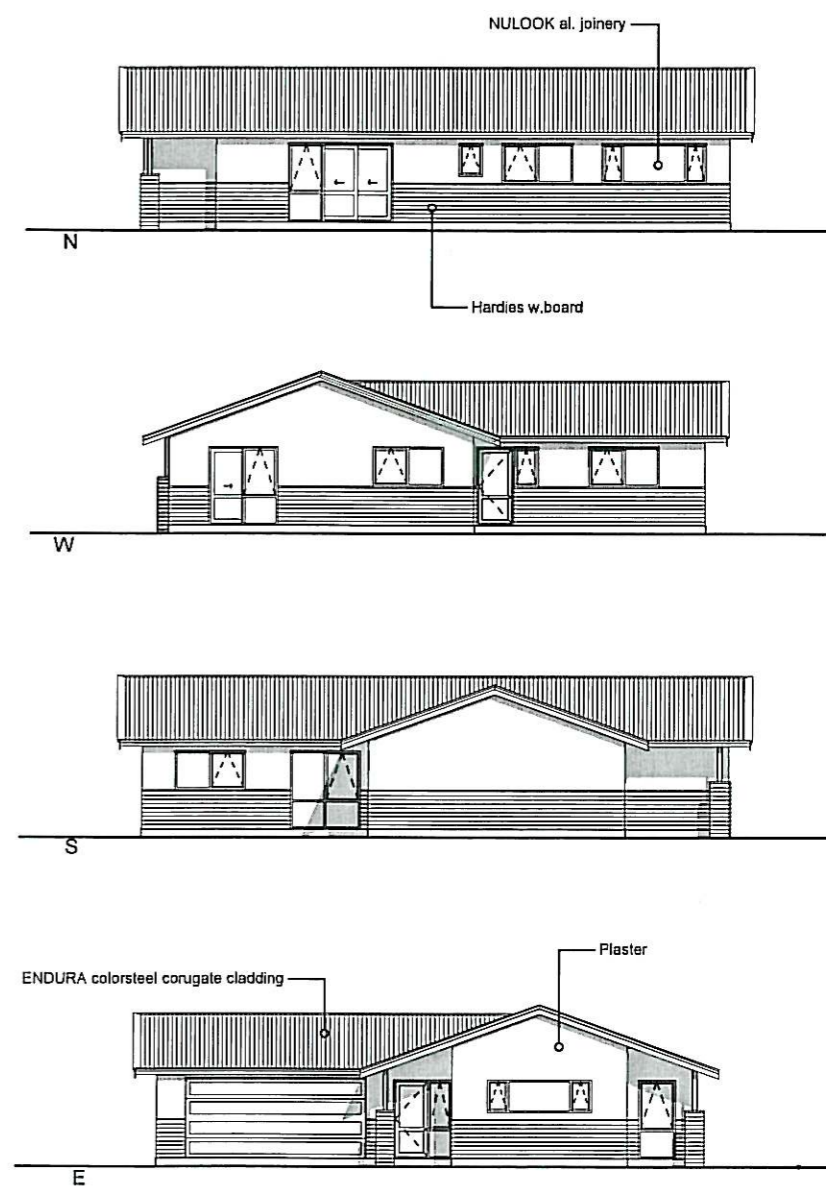 NULOOK al. joinery
N
Hardies w.board
W
S
Plaster
ENDURA colorsteel corugate cladding
E